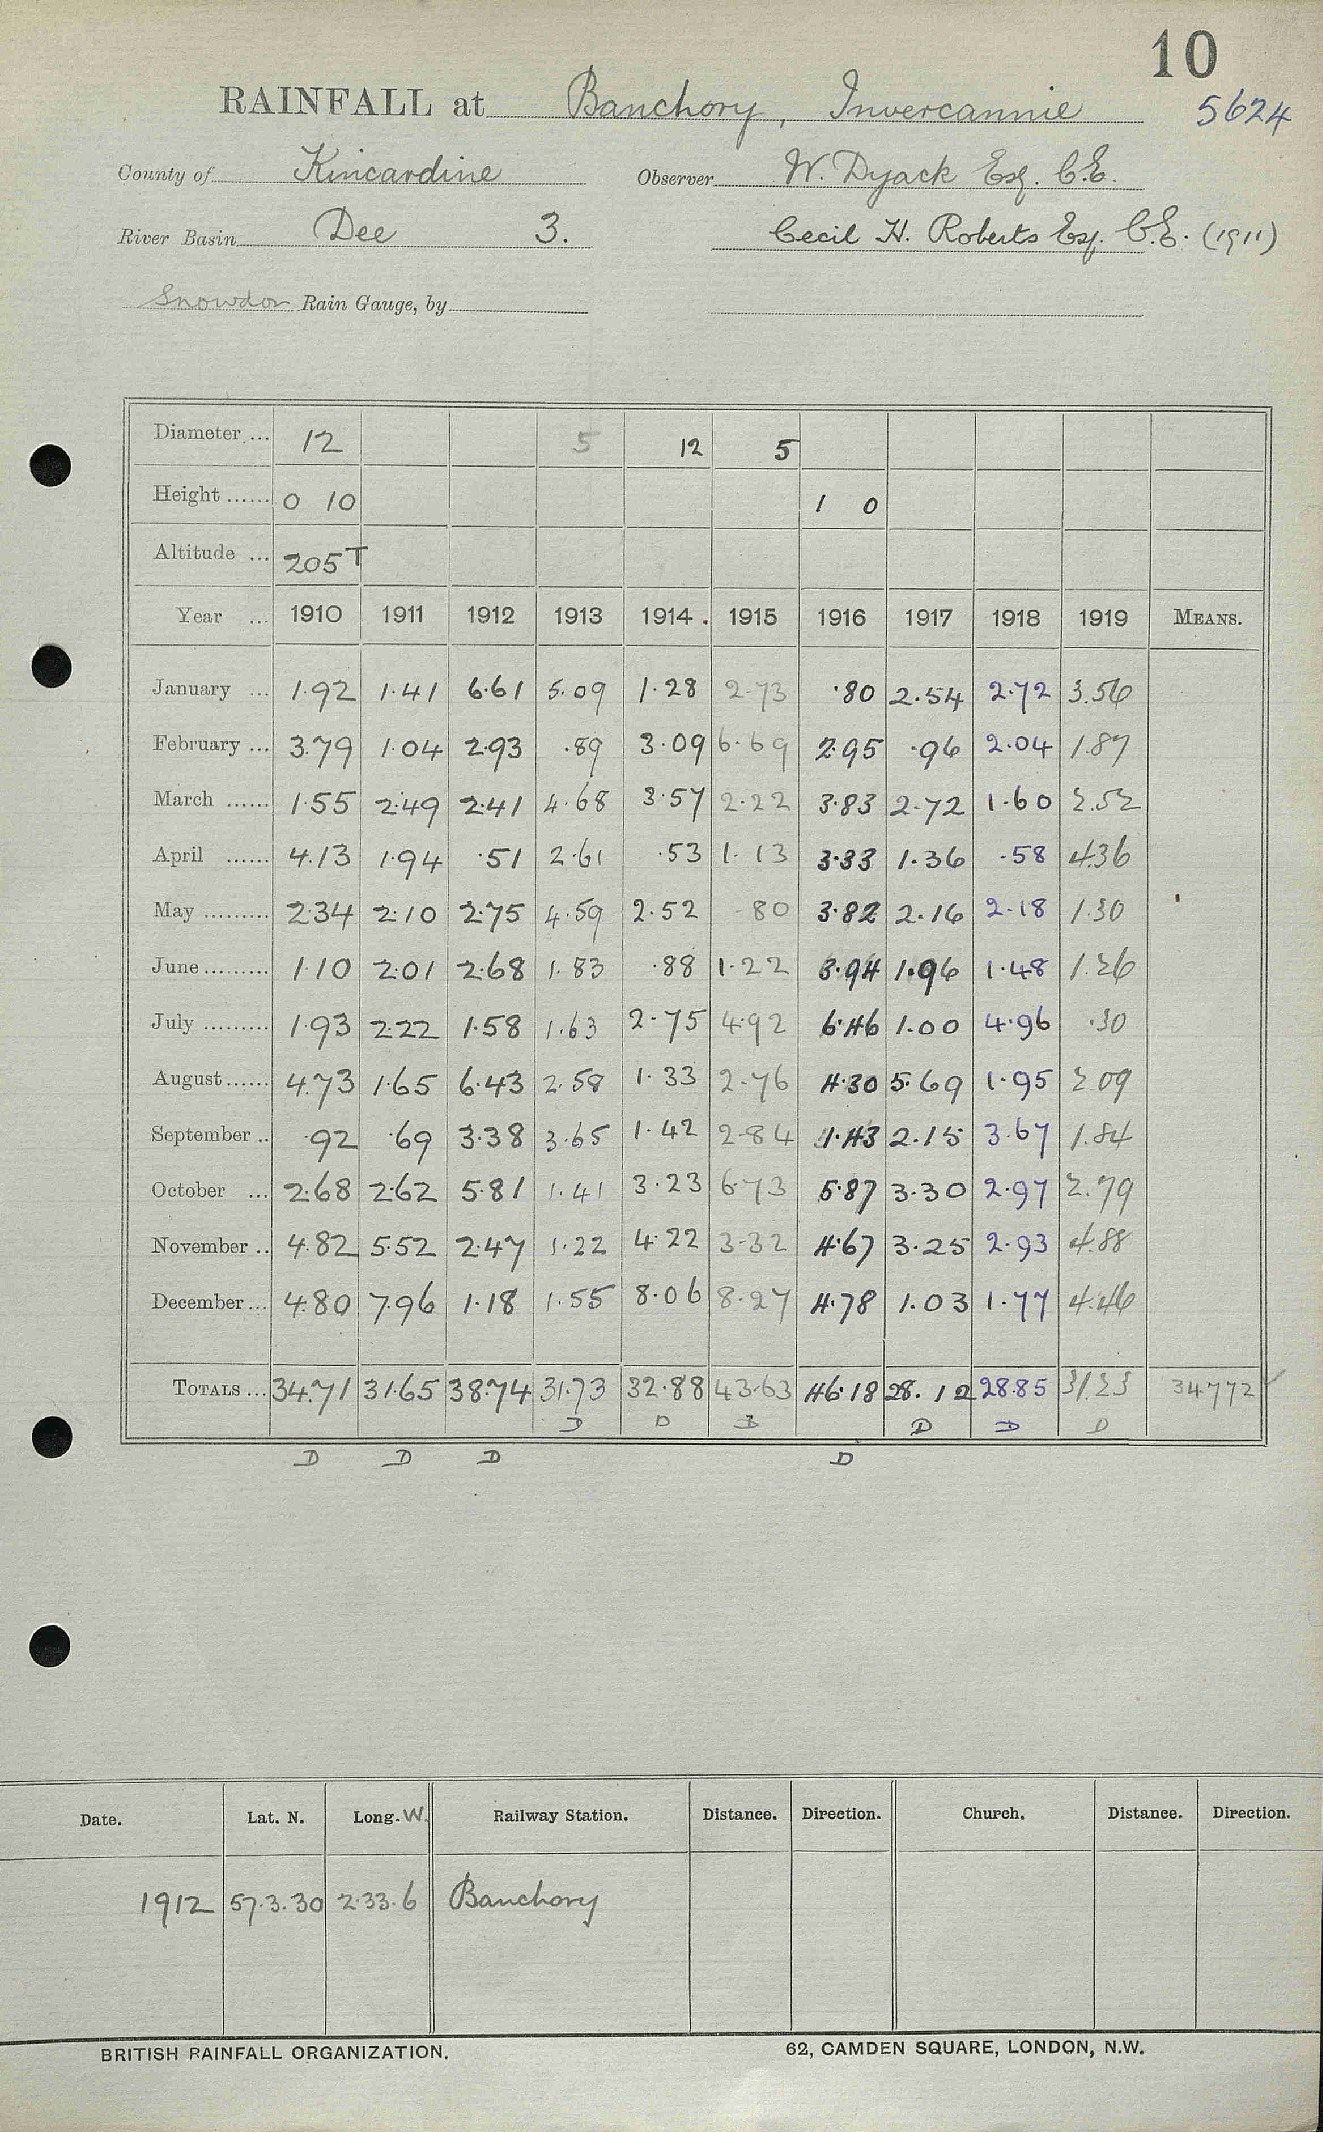 10
RAINFALL at Banchory, Invercannie 5624
County of Kincardine Observer W. Dyack Esq. C.E.
River Basin Dee 3. Cecil H. Roberts Esq. C.E. (1911)
Snowdon Rain Gauge, by
Diameter ... 12 5 12 5
Height ...... 0 10 1 0
Altitude ... 205 T
Year ... 1910 1911 1912 1913 1914. 1915 1916 1917 1918 1919 MEANS.
January ... 1.92 1.41 6.61 5.09 1.28 2.73 .80 2.54 2.72 3.56
February ... 3.79 1.04 2.93 .89 3.09 6.69 2.95 .96 2.04 1.87
March ...... 1.55 2.49 2.41 4.68 3.57 2.22 3.83 2.72 1.60 2.52
April ...... 4.13 1.94 .51 2.61 .53 1.13 3.33 1.36 .58 4.36
May ......... 2.34 2.10 2.75 4.59 2.52 .80 3.82 2.16 2.18 1.30
June ......... 1.10 2.01 2.68 1.83 .88 1.22 3.94 1.96 1.48 1.26
July ......... 1.93 2.22 1.58 1.63 2.75 4.92 6.46 1.00 4.96 .30
August ...... 4.73 1.65 6.43 2.58 1.33 2.76 4.30 5.69 1.95 2.09
September .. .92 .69 3.38 3.65 1.42 2.84 1.43 2.15 3.67 1.84
October ... 2.68 2.62 5.81 1.41 3.23 6.73 5.87 3.30 2.97 2.79
November .. 4.82 5.52 2.47 1.22 4.22 3.32 4.67 3.25 2.93 4.88
December ... 4.80 7.96 1.18 1.55 8.06 8.27 4.78 1.03 1.77 4.46
TOTALS ... 34.71 31.65 38.74 31.73 32.88 43.63 46.18 28.12 28.85 31.23 34.772 ✓
D D D D D D
D D D D
Date. Lat. N. Long. W. Railway Station. Distance. Direction. Church. Distance. Direction.
1912 57.3.30 2.33.6 Banchory
BRITISH RAINFALL ORGANIZATION. 62, CAMDEN SQUARE, LONDON, N.W.